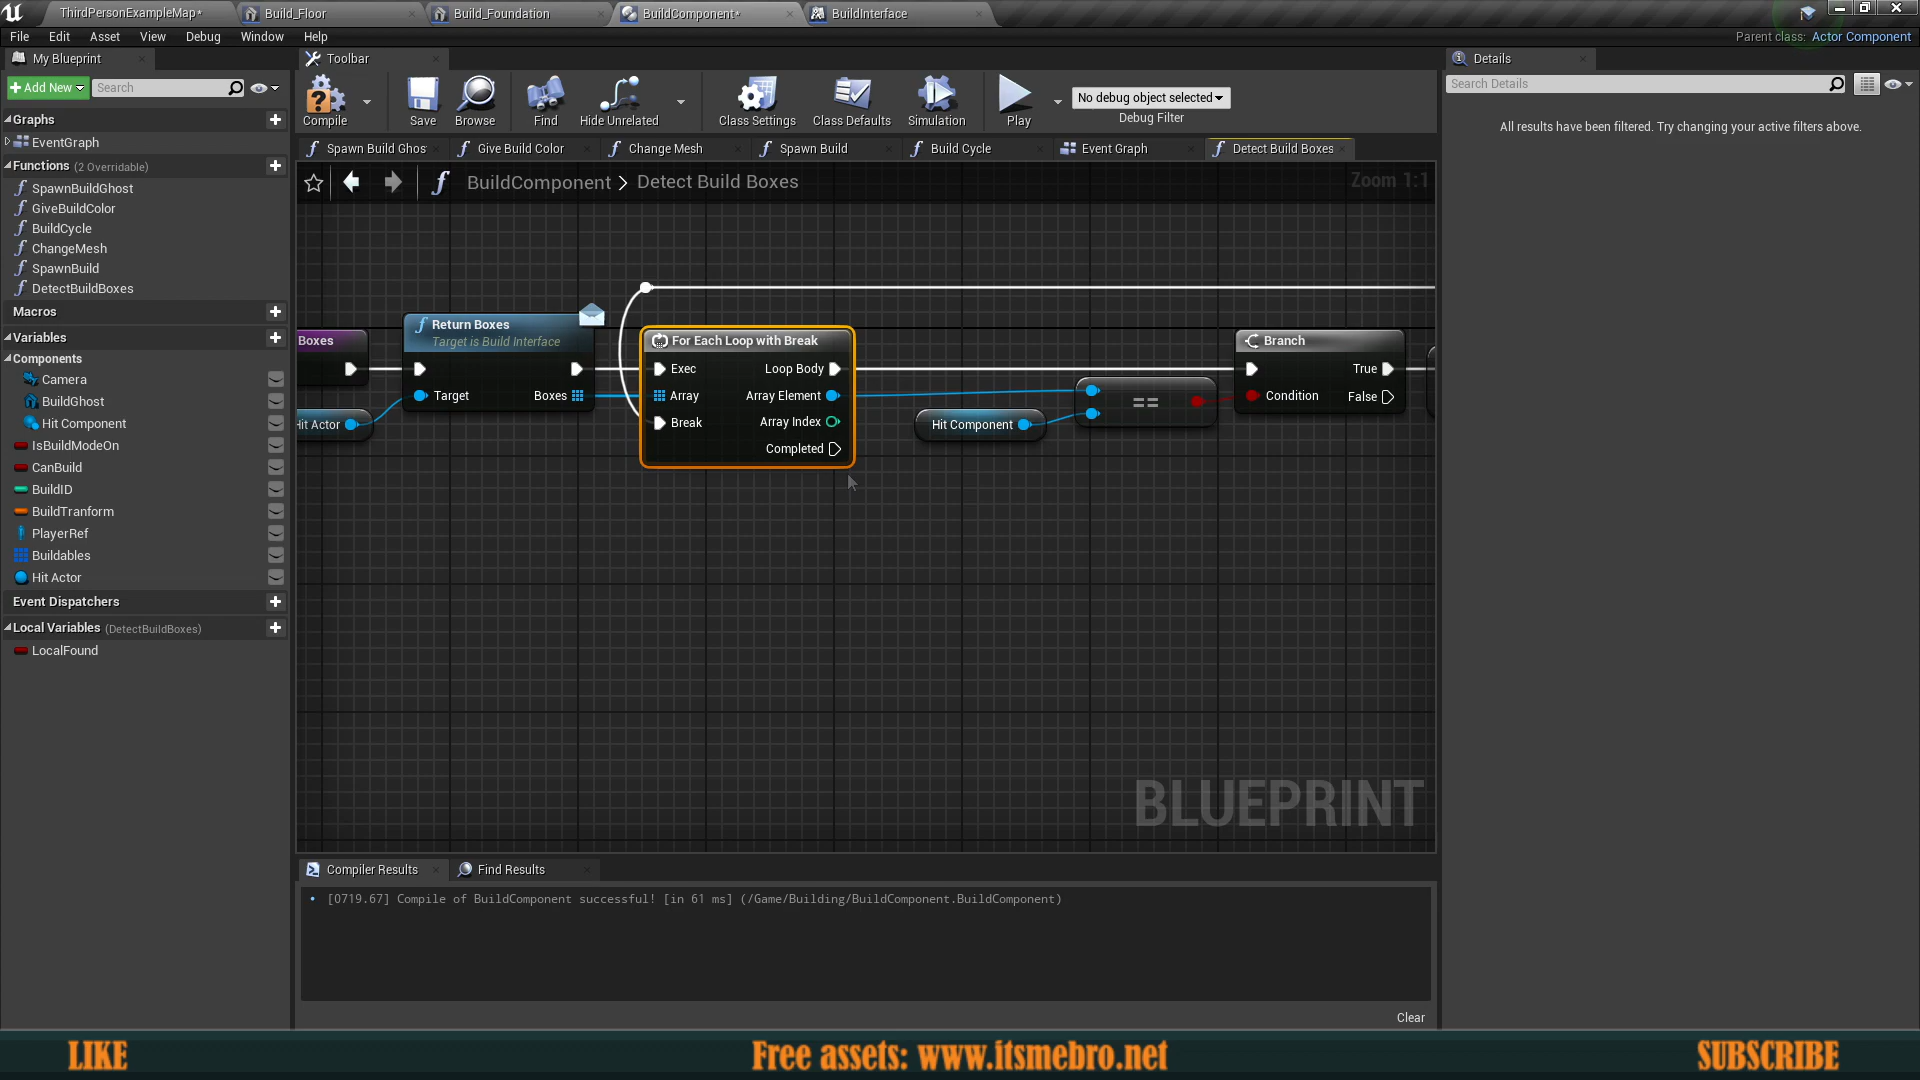 ThirdPersonExampleMap*
Build_Floor
Build_Foundation
BuildComponent*
BuildInterface
File
Edit
Asset
View
Debug
Window
Help
Parent class: Actor Component
My Blueprint
Toolbar
Details
Add New
Search
Compile
Save
Browse
Find
Hide Unrelated
Class Settings
Class Defaults
Simulation
Play
No debug object selected
Debug Filter
Search Details
All results have been filtered. Try changing your active filters above.
Graphs
EventGraph
Functions (2 Overridable)
SpawnBuildGhost
GiveBuildColor
BuildCycle
ChangeMesh
SpawnBuild
DetectBuildBoxes
Macros
Variables
Components
Camera
BuildGhost
Hit Component
IsBuildModeOn
CanBuild
BuildID
BuildTranform
PlayerRef
Buildables
Hit Actor
Event Dispatchers
Local Variables (DetectBuildBoxes)
LocalFound
Spawn Build Ghos
Give Build Color
Change Mesh
Spawn Build
Build Cycle
Event Graph
Detect Build Boxes
BuildComponent > Detect Build Boxes
Zoom 1:1
Boxes
Hit Actor
Return Boxes
Target is Build Interface
Target
Boxes
For Each Loop with Break
Exec
Loop Body
Array
Array Element
Array Index
Break
Completed
Hit Component
==
Branch
True
Condition
False
BLUEPRINT
Compiler Results
Find Results
[0719.67] Compile of BuildComponent successful! [in 61 ms] (/Game/Building/BuildComponent.BuildComponent)
Clear
LIKE
Free assets: www.itsmebro.net
SUBSCRIBE